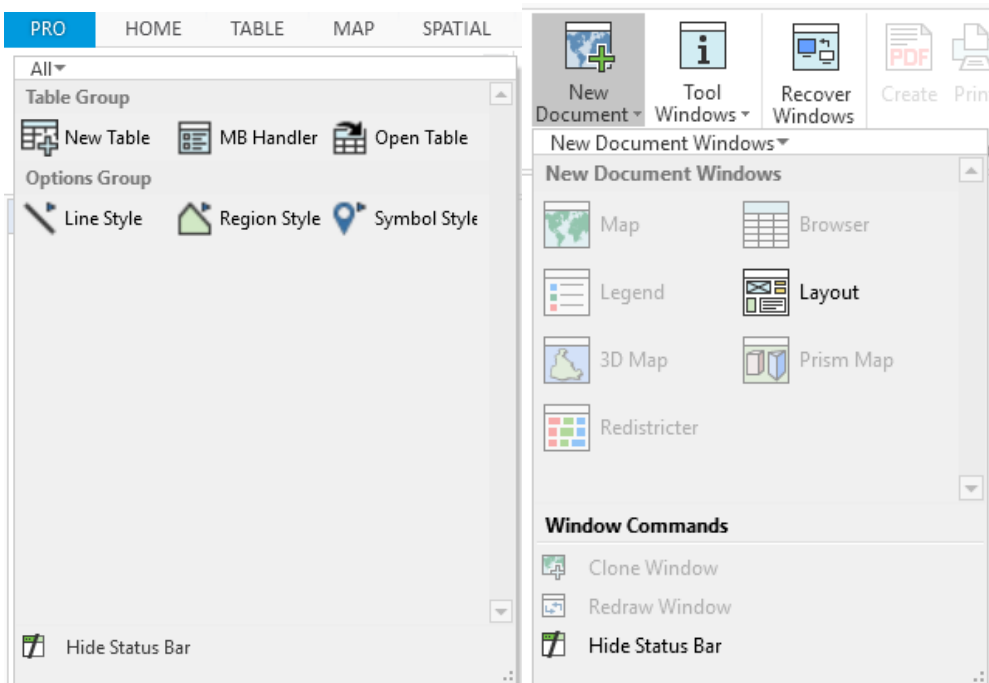 PRO HOME TABLE MAP SPATIAL
All
Table Group
New Table MB Handler Open Table
Options Group
Line Style Region Style Symbol Style
Hide Status Bar
New Document Tool Windows Recover Windows PDF Create
New Document Windows
New Document Windows
Map Browser
Legend Layout
3D Map Prism Map
Redistricter
Window Commands
Clone Window
Redraw Window
Hide Status Bar